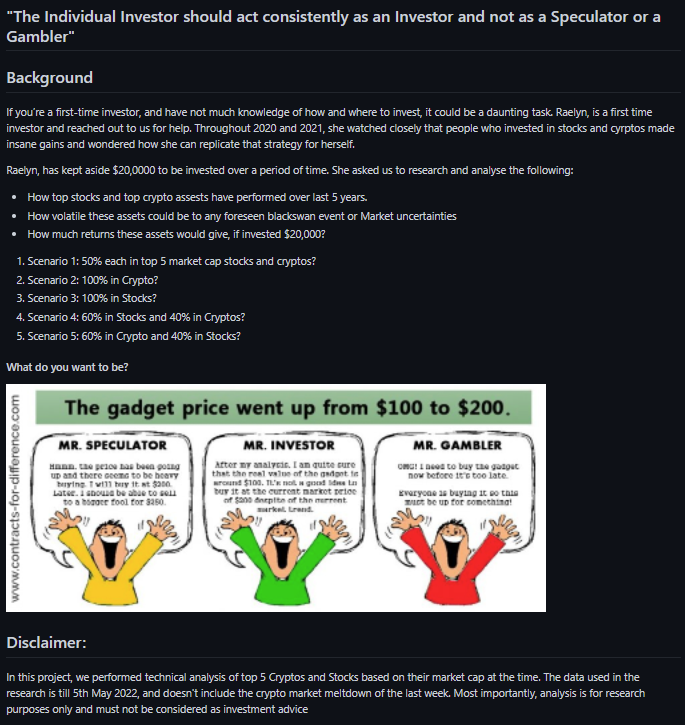 "The Individual Investor should act consistently as an Investor and not as a Speculator or a
Gambler"
Background
If you're a first-time investor, and have not much knowledge of how and where to invest, it could be a daunting task. Raelyn, is a first time
investor and reached out to us for help. Throughout 2020 and 2021, she watched closely that people who invested in stocks and cyrptos made
insane gains and wondered how she can replicate that strategy for herself.
Raelyn, has kept aside $20,0000 to be invested over a period of time. She asked us to research and analyse the following:
How top stocks and top crypto assests have performed over last 5 years.
How volatile these assets could be to any foreseen blackswan event or Market uncertainties
How much returns these assets would give, if invested $20,000?
1. Scenario 1: 50% each in top 5 market cap stocks and cryptos?
2. Scenario 2: 100% in Crypto?
3. Scenario 3: 100% in Stocks?
4. Scenario 4: 60% in Stocks and 40% in Cryptos?
5. Scenario 5: 60% in Crypto and 40% in Stocks?
What do you want to be?
www.contracts-for-difference.com
The gadget price went up from $100 to $200.
MR. SPECULATOR
Hmmm. the price has been going
up and there seems to be heavy
buying. I will buy it at $200.
Later. I should be able to sell
to a bigger fool for $250.
MR. INVESTOR
After my analysis, I am quite sure
that the real value of the gadget is
around $100. It's not a good idea to
buy it at the current market price
of $200 despite of the current
market trend.
MR. GAMBLER
OMG! I need to buy the gadget
now before it's too late.
Everyone is buying it so this
must be up for something!
Disclaimer:
In this project, we performed technical analysis of top 5 Cryptos and Stocks based on their market cap at the time. The data used in the
research is till 5th May 2022, and doesn't include the crypto market meltdown of the last week. Most importantly, analysis is for research
purposes only and must not be considered as investment advice